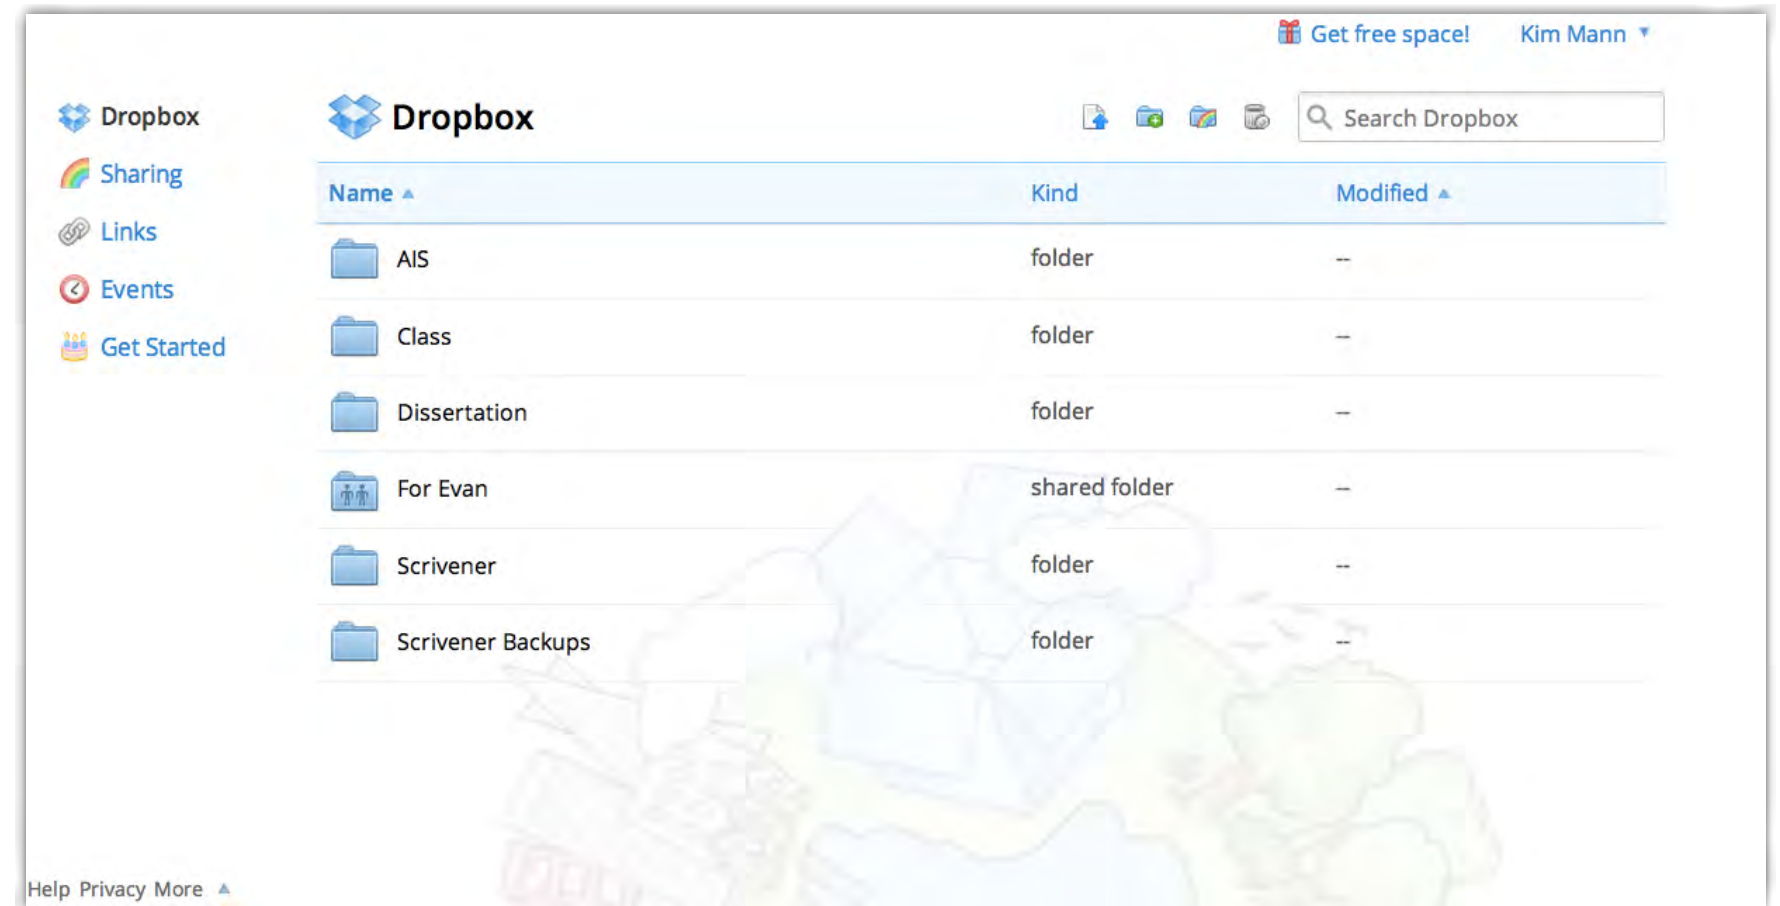 Get free space! Kim Mann
Dropbox
Sharing
Links
Events
Get Started
Dropbox
Search Dropbox
Name Kind Modified
AIS folder --
Class folder --
Dissertation folder --
For Evan shared folder --
Scrivener folder --
Scrivener Backups folder --
Help Privacy More